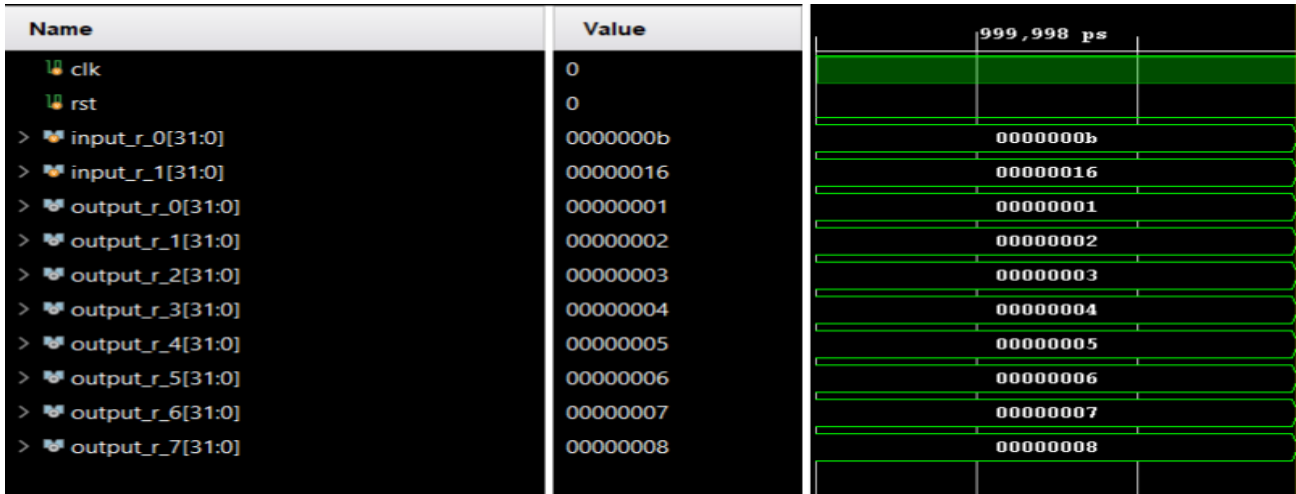 Name Value 999,998 ps
clk 0
rst 0
> input_r_0[31:0] 0000000b 0000000b
> input_r_1[31:0] 00000016 00000016
> output_r_0[31:0] 00000001 00000001
> output_r_1[31:0] 00000002 00000002
> output_r_2[31:0] 00000003 00000003
> output_r_3[31:0] 00000004 00000004
> output_r_4[31:0] 00000005 00000005
> output_r_5[31:0] 00000006 00000006
> output_r_6[31:0] 00000007 00000007
> output_r_7[31:0] 00000008 00000008